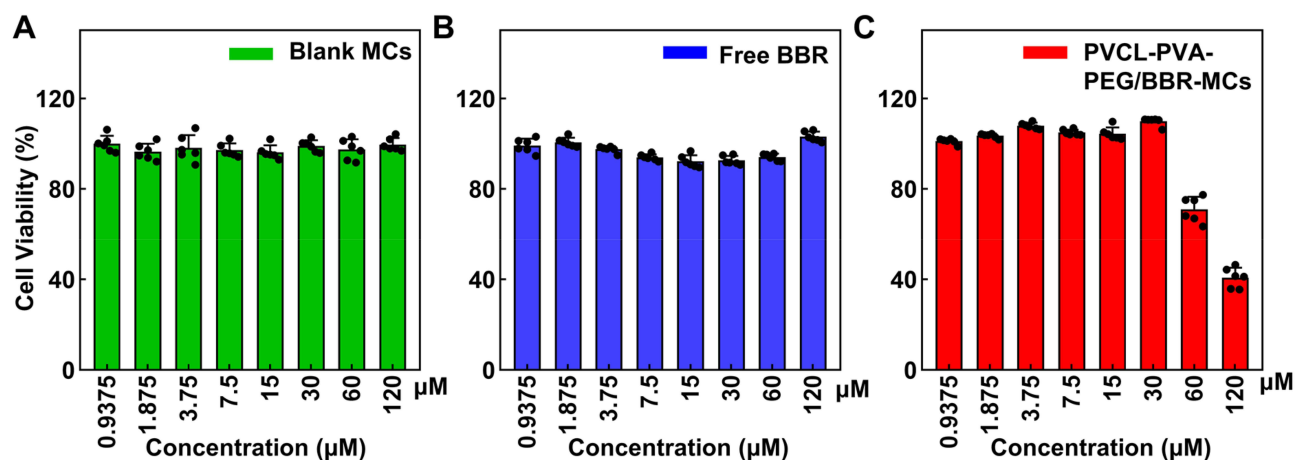 A
Blank MCs
Cell Viability (%)
120
80
40
0
0.9375
1.875
3.75
7.5
15
30
60
120
µM
Concentration (µM)
B
Free BBR
120
80
40
0
0.9375
1.875
3.75
7.5
15
30
60
120
µM
Concentration (µM)
C
PVCL-PVA-
PEG/BBR-MCs
120
80
40
0
0.9375
1.875
3.75
7.5
15
30
60
120
µM
Concentration (µM)